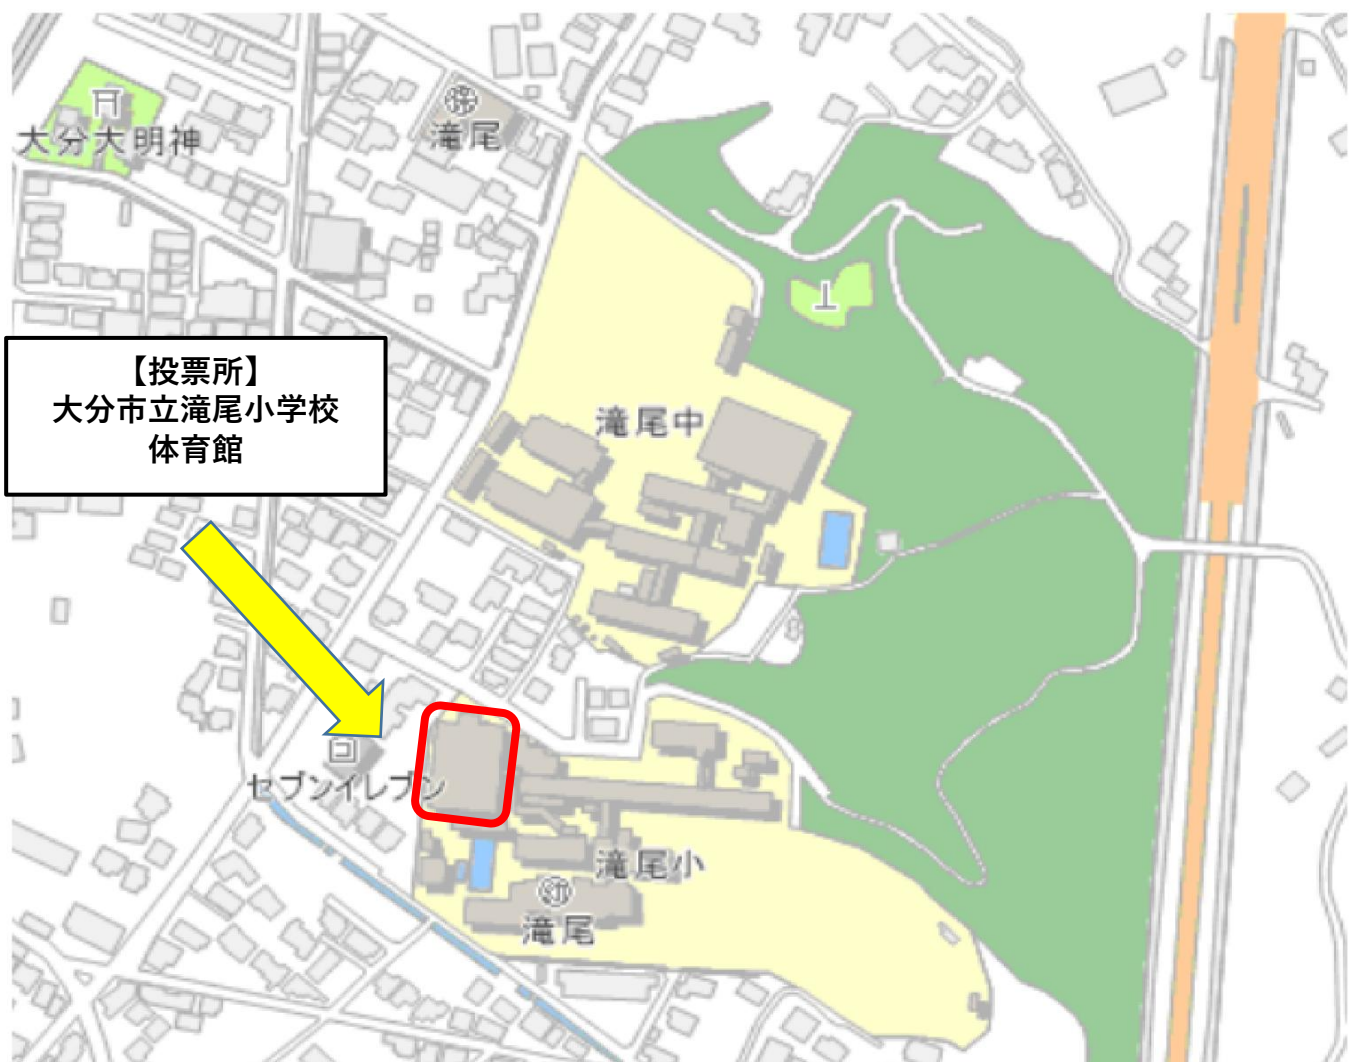 大分大明神
滝尾
【投票所】
大分市立滝尾小学校
体育館
滝尾中
セブンイレブン
滝尾小
滝尾